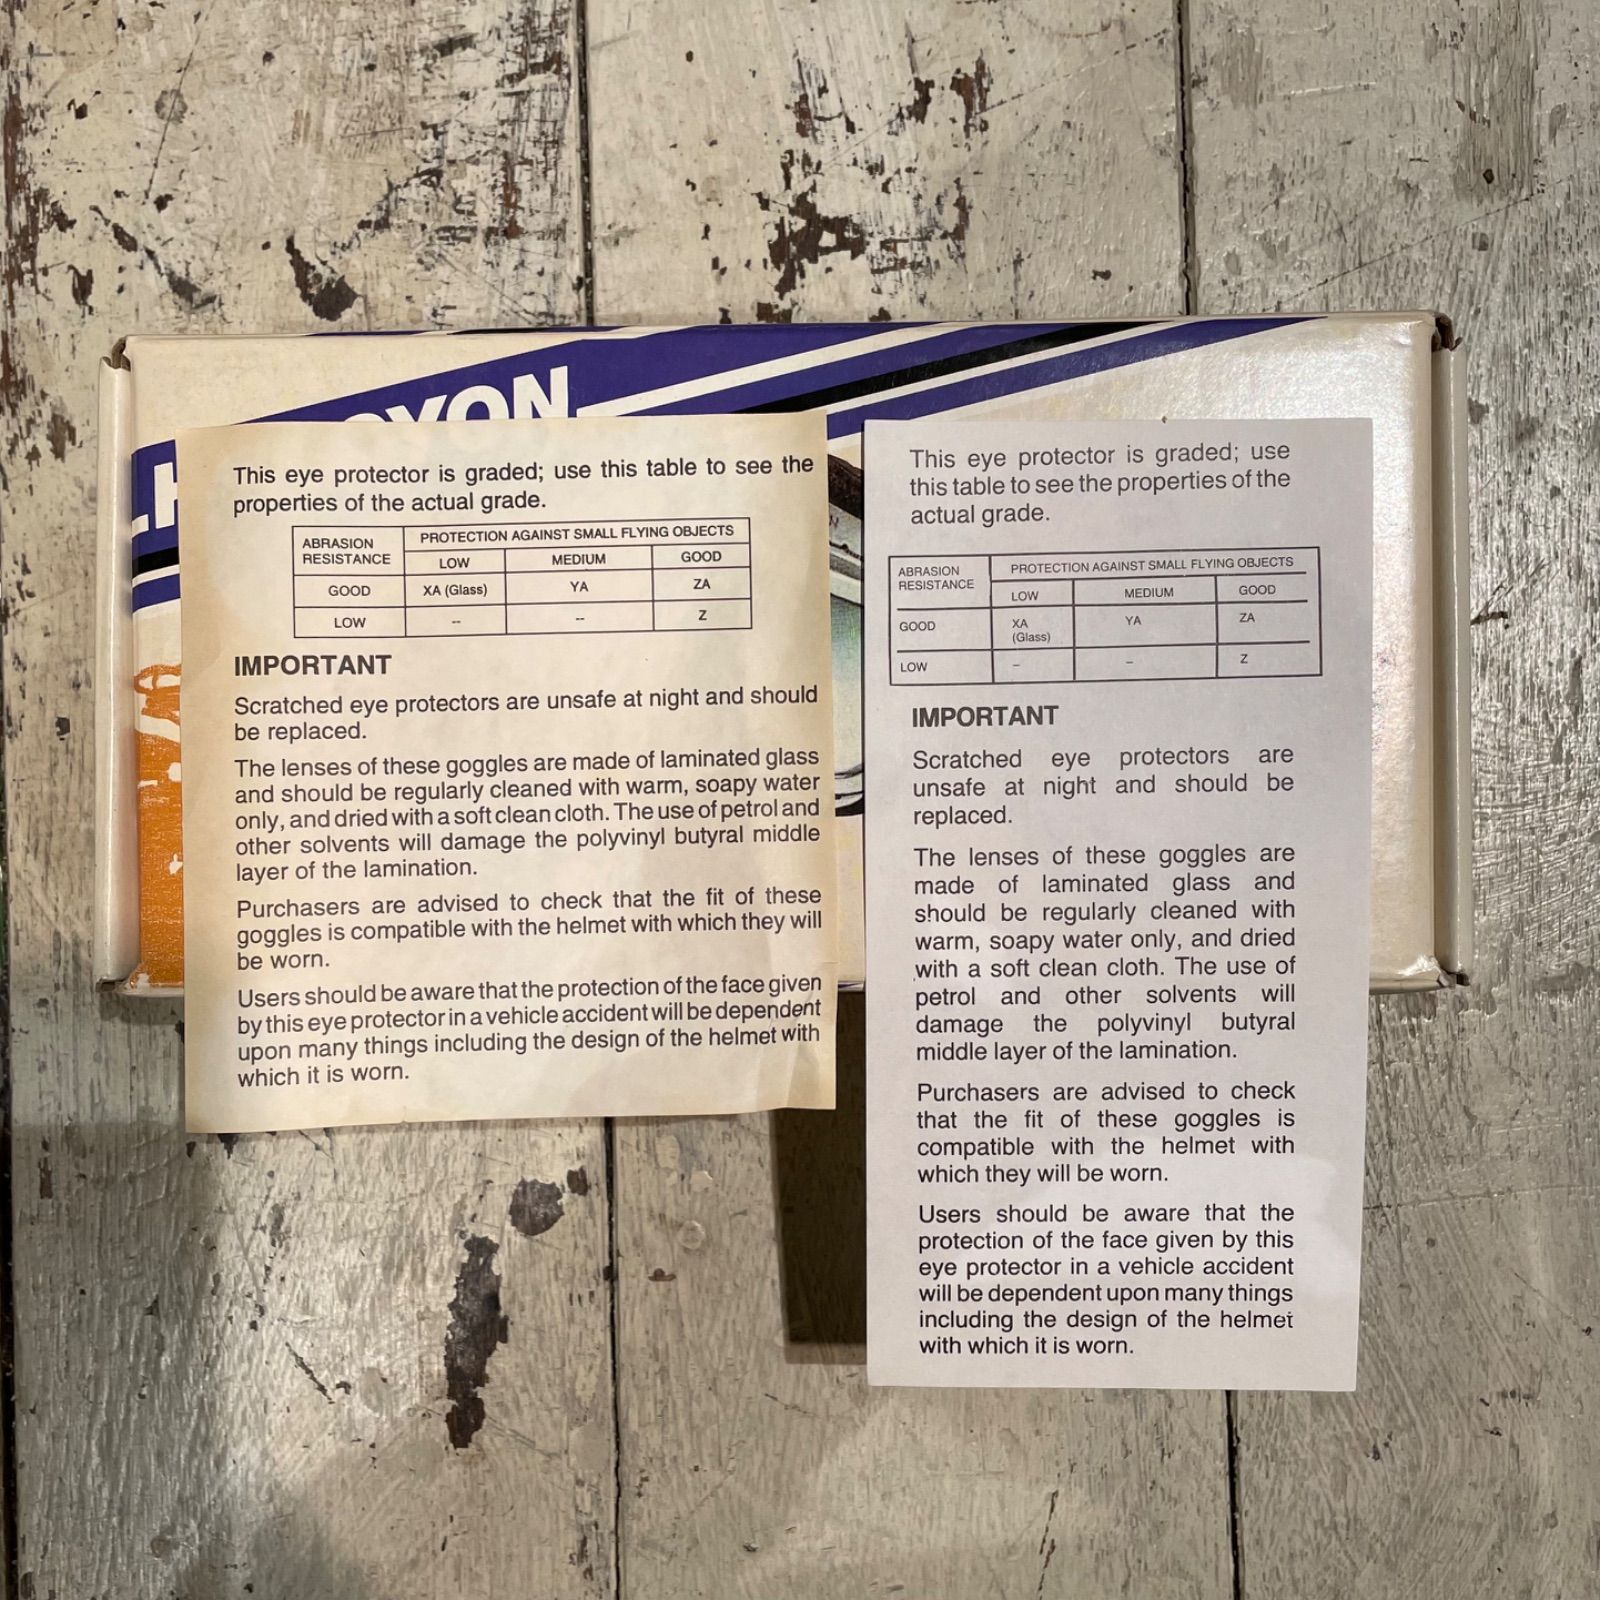 YON
LH
This eye protector is graded; use this table to see the
properties of the actual grade.
ABRASION RESISTANCE PROTECTION AGAINST SMALL FLYING OBJECTS
LOW MEDIUM GOOD
GOOD XA (Glass) YA ZA
LOW -- -- Z
IMPORTANT
Scratched eye protectors are unsafe at night and should
be replaced.
The lenses of these goggles are made of laminated glass
and should be regularly cleaned with warm, soapy water
only, and dried with a soft clean cloth. The use of petrol and
other solvents will damage the polyvinyl butyral middle
layer of the lamination.
Purchasers are advised to check that the fit of these
goggles is compatible with the helmet with which they will
be worn.
Users should be aware that the protection of the face given
by this eye protector in a vehicle accident will be dependent
upon many things including the design of the helmet with
which it is worn.
This eye protector is graded; use
this table to see the properties of the
actual grade.
ABRASION RESISTANCE PROTECTION AGAINST SMALL FLYING OBJECTS
LOW MEDIUM GOOD
GOOD XA (Glass) YA ZA
LOW – – Z
IMPORTANT
Scratched eye protectors are
unsafe at night and should be
replaced.
The lenses of these goggles are
made of laminated glass and
should be regularly cleaned with
warm, soapy water only, and dried
with a soft clean cloth. The use of
petrol and other solvents will
damage the polyvinyl butyral
middle layer of the lamination.
Purchasers are advised to check
that the fit of these goggles is
compatible with the helmet with
which they will be worn.
Users should be aware that the
protection of the face given by this
eye protector in a vehicle accident
will be dependent upon many things
including the design of the helmet
with which it is worn.